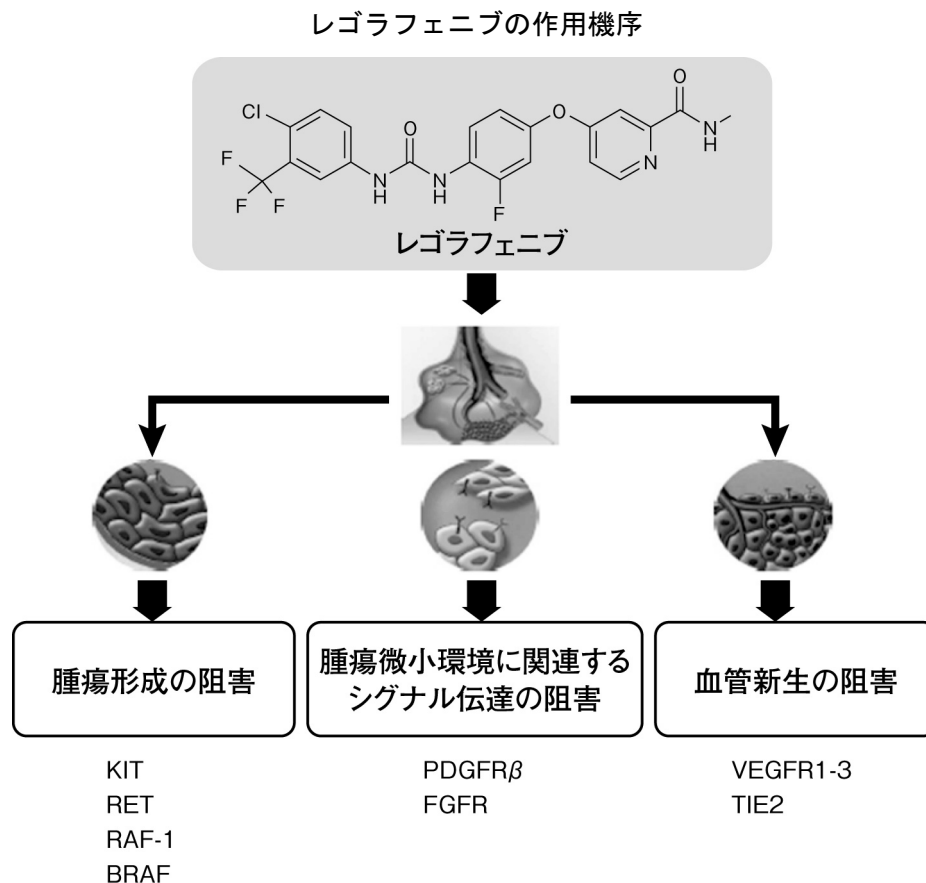 レゴラフェニブの作用機序
Cl
F
F
F
O
N
H
N
H
F
O
N
O
N
H
レゴラフェニブ
腫瘍形成の阻害
腫瘍微小環境に関連する
シグナル伝達の阻害
血管新生の阻害
KIT
RET
RAF-1
BRAF
PDGFRβ
FGFR
VEGFR1-3
TIE2